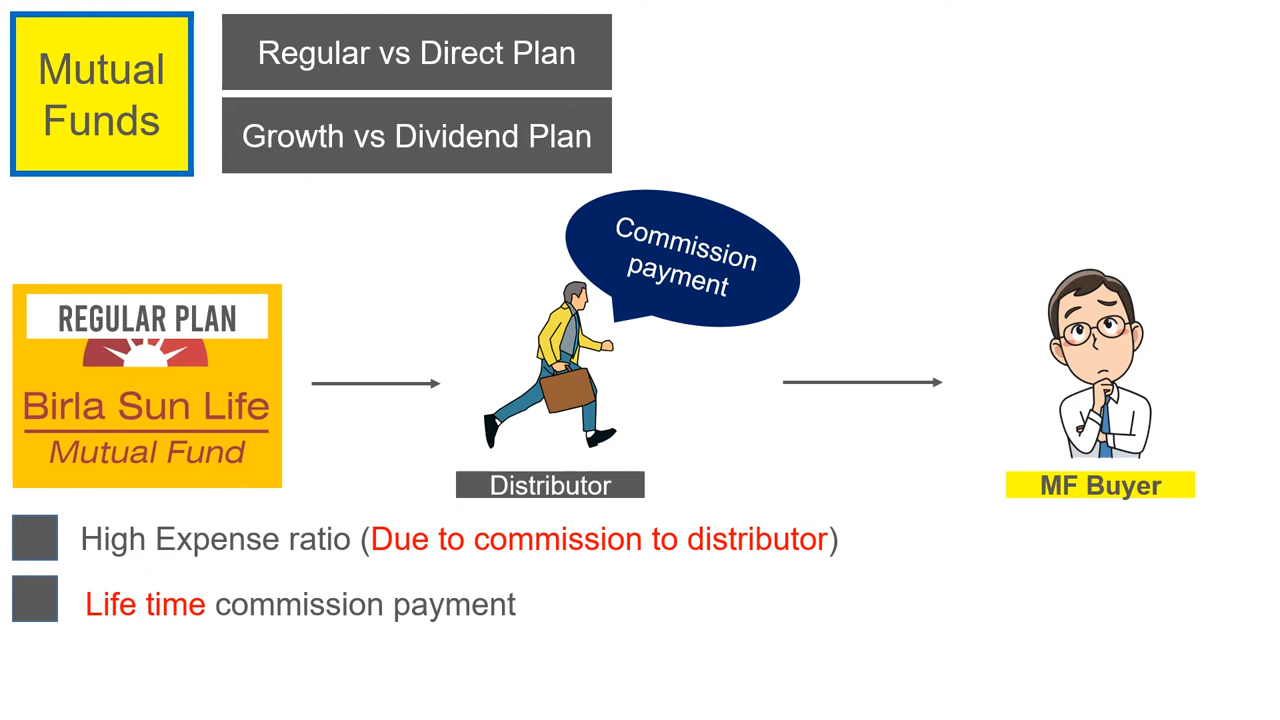 Mutual
Funds
Regular vs Direct Plan
Growth vs Dividend Plan
Commission
payment
REGULAR PLAN
Birla Sun Life
Mutual Fund
Distributor
MF Buyer
High Expense ratio (Due to commission to distributor)
Life time commission payment